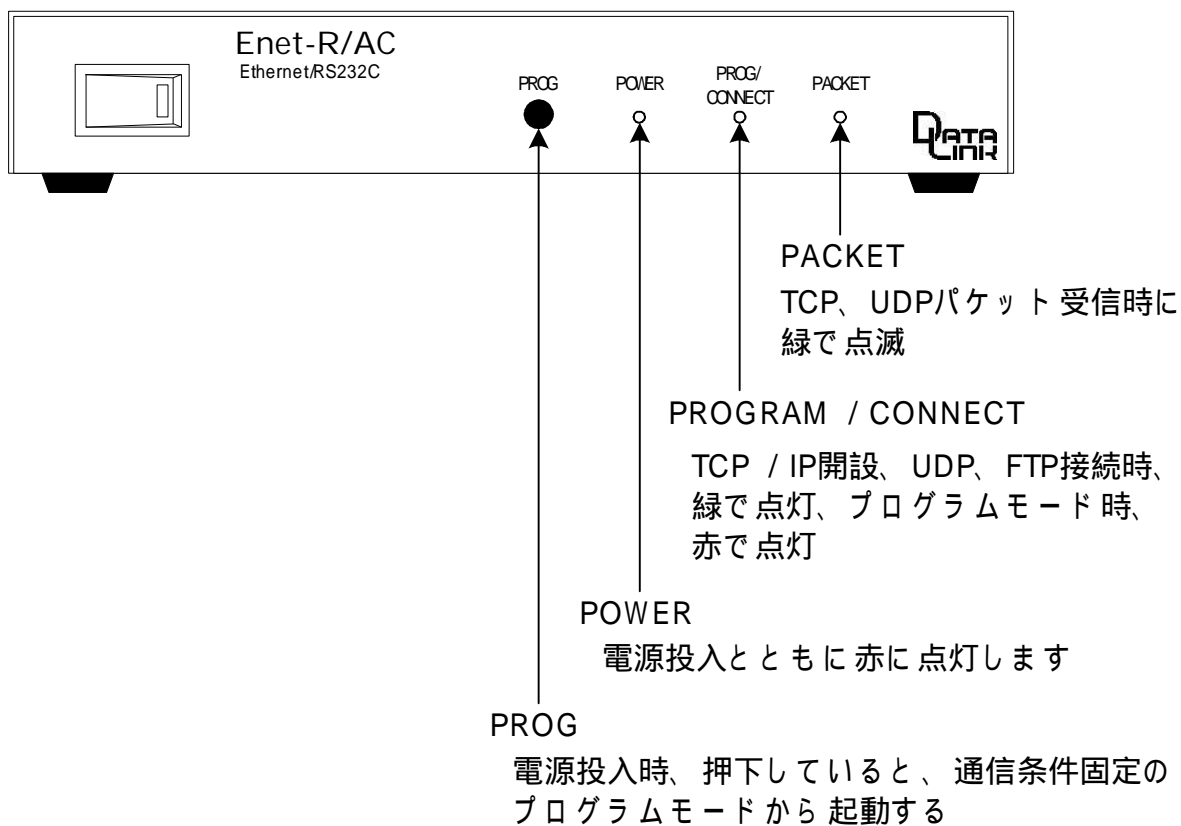 Enet-R/AC
Ethernet/RS232C
PROG
POWER
PROG/
CONNECT
PACKET
DATA
LINK
PACKET
TCP、UDPパケット受信時に
緑で点滅
PROGRAM / CONNECT
TCP / IP開設、UDP、FTP接続時、
緑で点灯、プログラムモード時、
赤で点灯
POWER
電源投入とともに赤に点灯します
PROG
電源投入時、押下していると、通信条件固定の
プログラムモードから起動する